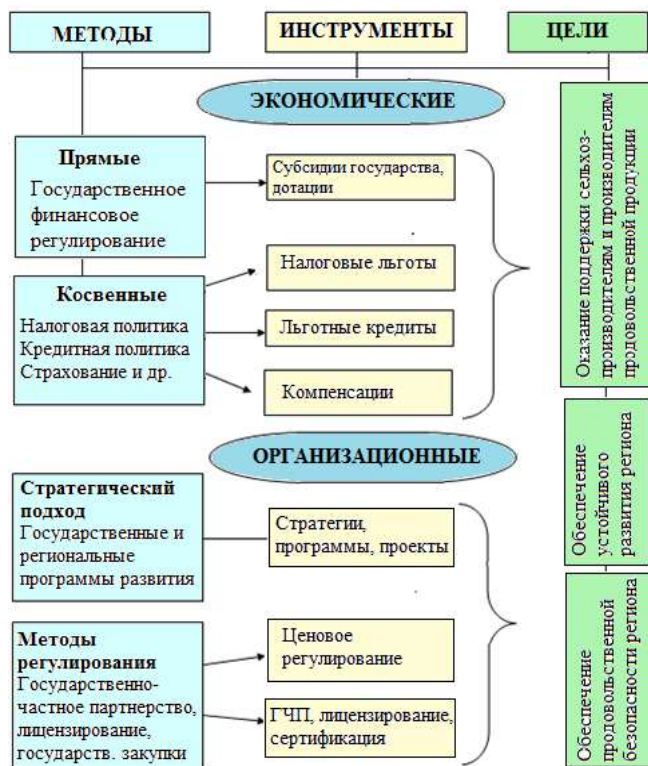 МЕТОДЫ
ИНСТРУМЕНТЫ
ЦЕЛИ
ЭКОНОМИЧЕСКИЕ
Прямые
Государственное
финансовое
регулирование
Субсидии государства,
дотации
Косвенные
Налоговая политика
Кредитная политика
Страхование и др.
Налоговые льготы
Льготные кредиты
Компенсации
Оказание поддержки сельхоз-
производителям и производителям
продовольственной продукции
ОРГАНИЗАЦИОННЫЕ
Стратегический
подход
Государственные и
региональные
программы развития
Стратегии,
программы, проекты
Обеспечение
устойчивого
развития региона
Методы
регулирования
Государственно-
частное партнерство,
лицензирование,
государств. закупки
Ценовое
регулирование
ГЧП, лицензирование,
сертификация
Обеспечение
продовольственной
безопасности региона